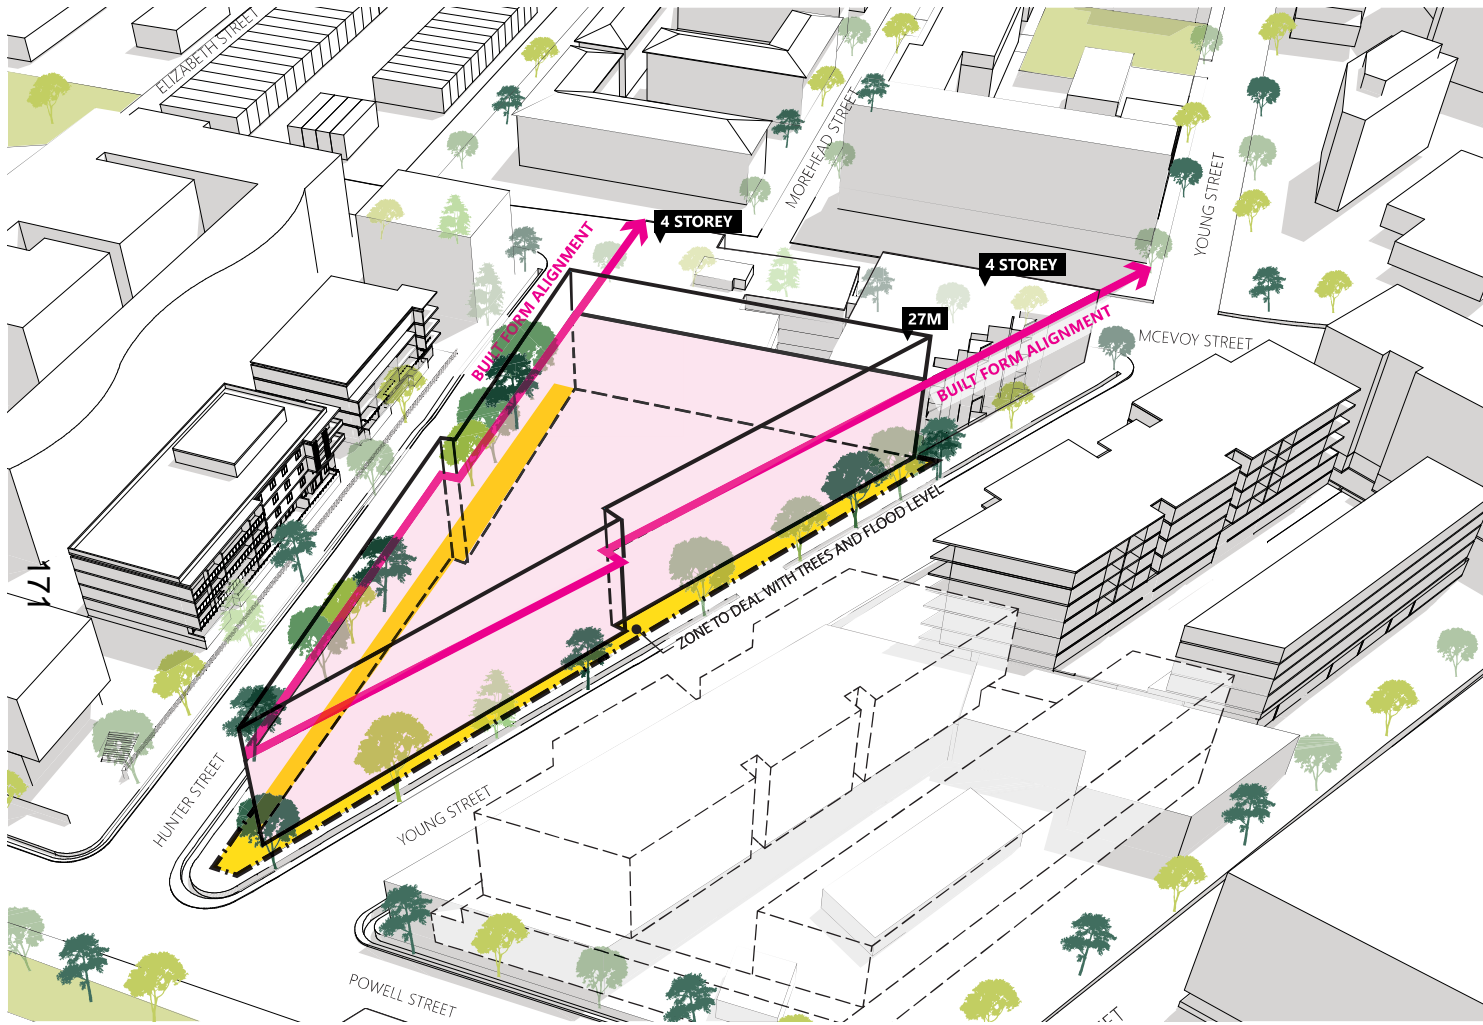 ELIZABETH STREET
MOREHEAD STREET
YOUNG STREET
4 STOREY
BUILT FORM ALIGNMENT
4 STOREY
27M
BUILT FORM ALIGNMENT
MCEVOY STREET
ZONE TO DEAL WITH TREES AND FLOOD LEVEL
171
HUNTER STREET
YOUNG STREET
POWELL STREET